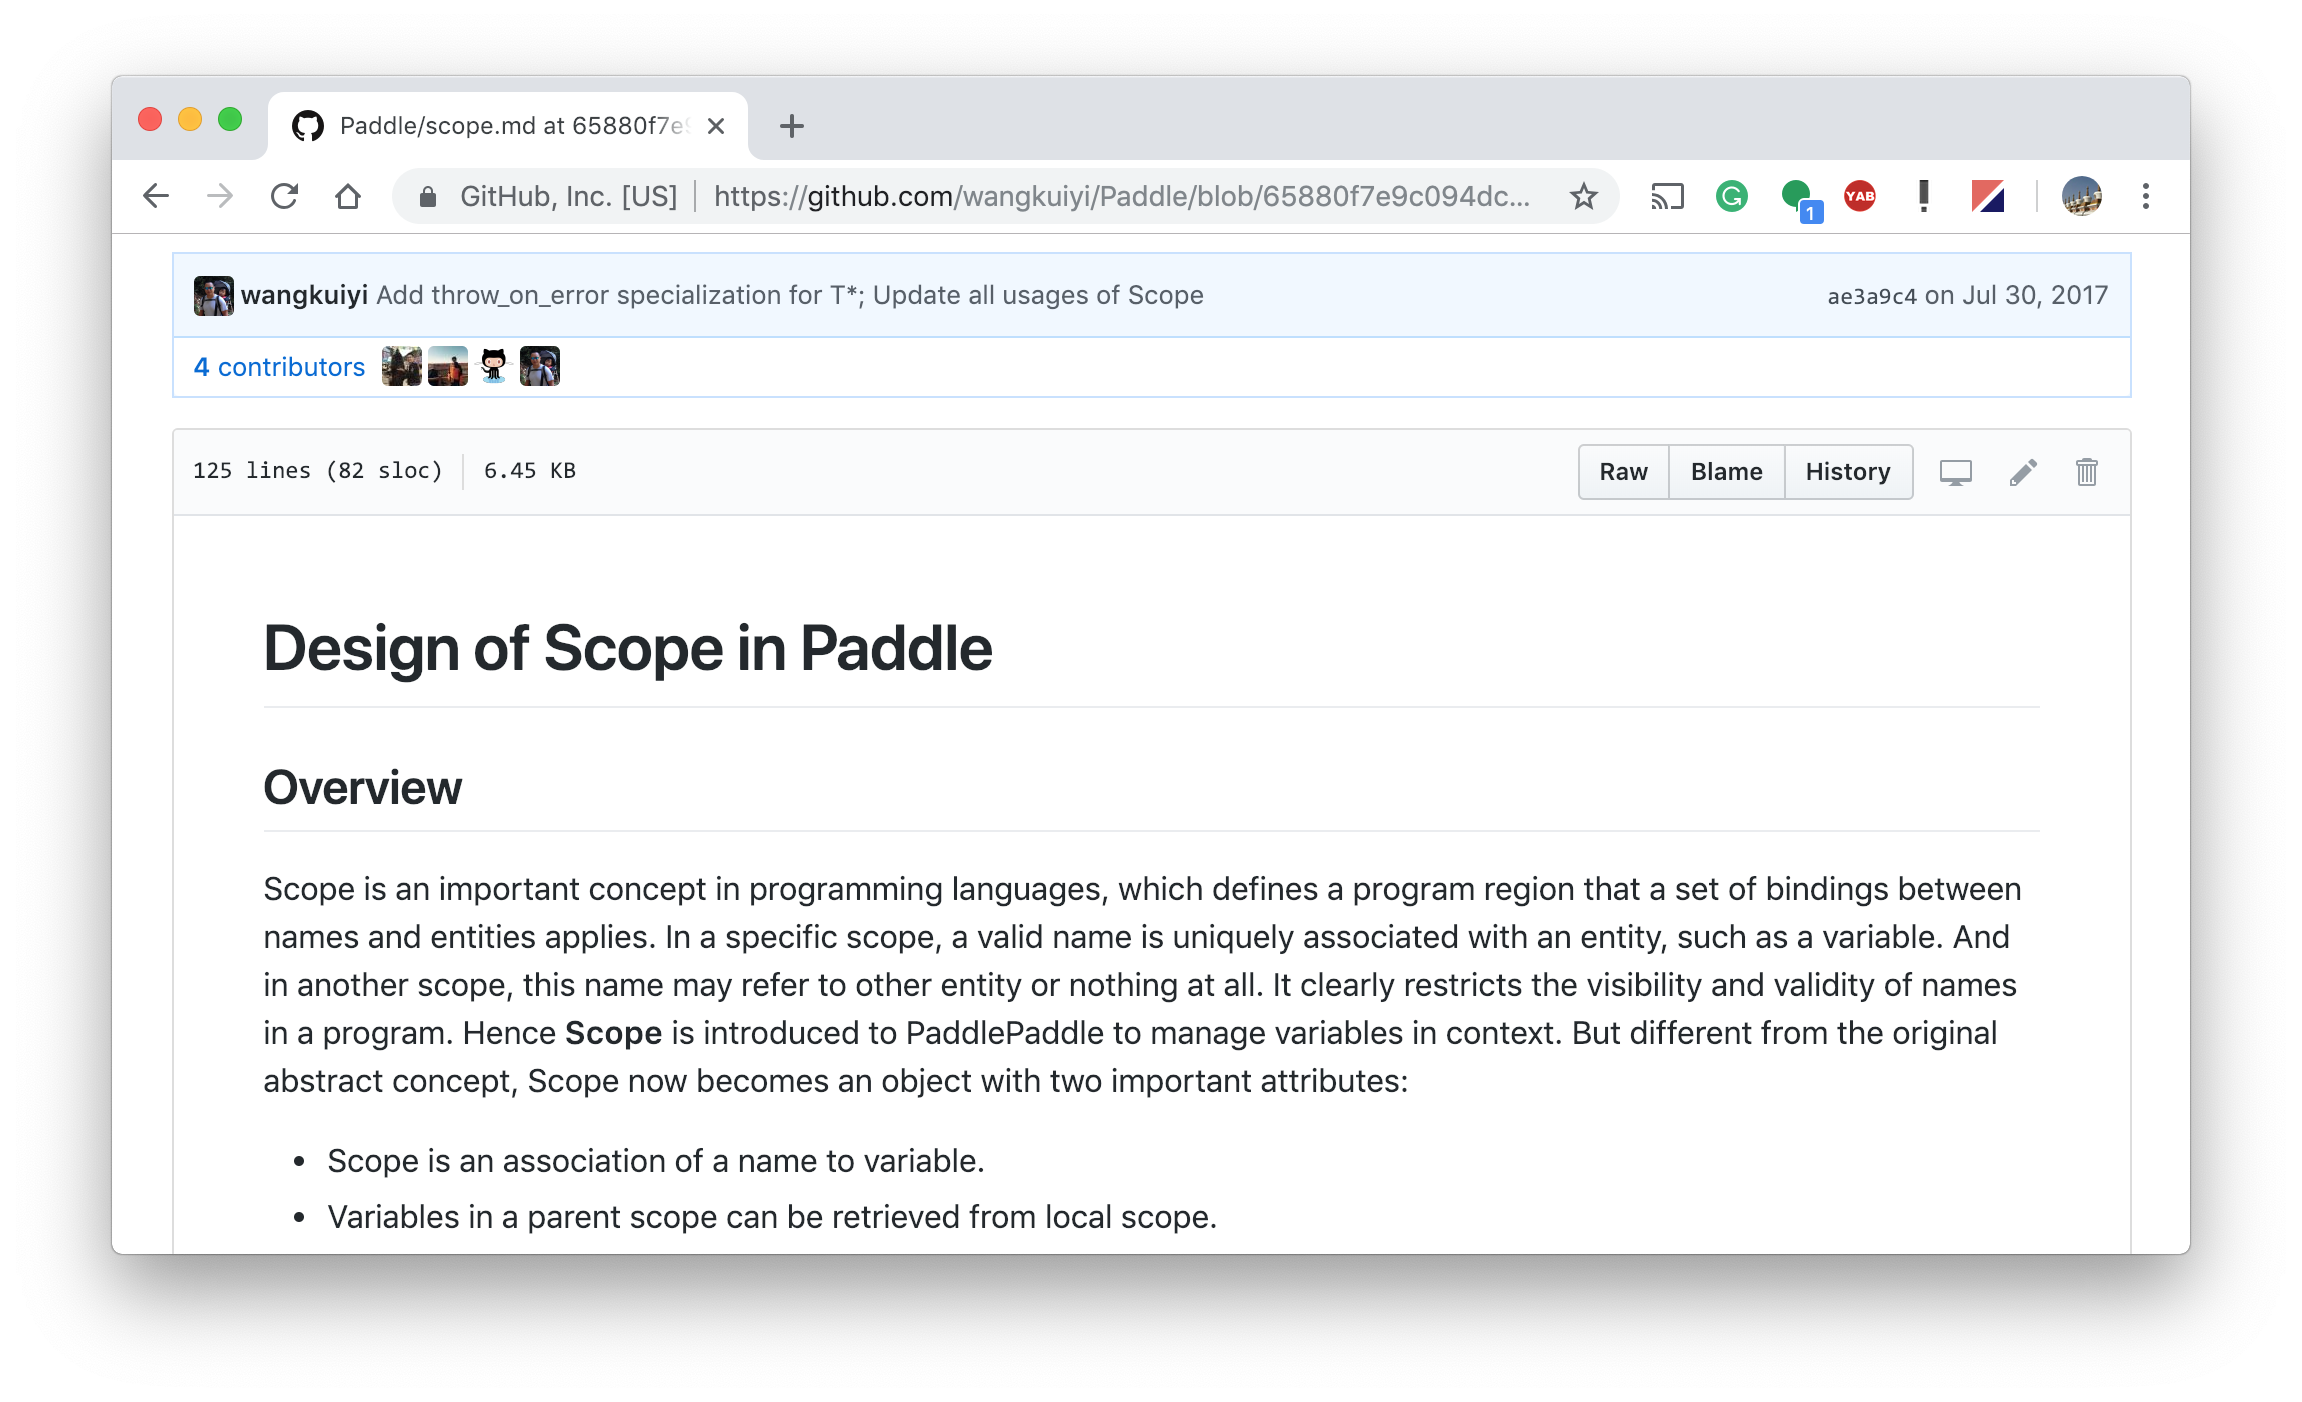 Paddle/scope.md at 65880f7e9
GitHub, Inc. [US] https://github.com/wangkuiyi/Paddle/blob/65880f7e9c094dc...
1
YAB
wangkuiyi Add throw_on_error specialization for T*; Update all usages of Scope ae3a9c4 on Jul 30, 2017
4 contributors
125 lines (82 sloc) 6.45 KB Raw Blame History
Design of Scope in Paddle
Overview
Scope is an important concept in programming languages, which defines a program region that a set of bindings between
names and entities applies. In a specific scope, a valid name is uniquely associated with an entity, such as a variable. And
in another scope, this name may refer to other entity or nothing at all. It clearly restricts the visibility and validity of names
in a program. Hence Scope is introduced to PaddlePaddle to manage variables in context. But different from the original
abstract concept, Scope now becomes an object with two important attributes:
• Scope is an association of a name to variable.
• Variables in a parent scope can be retrieved from local scope.